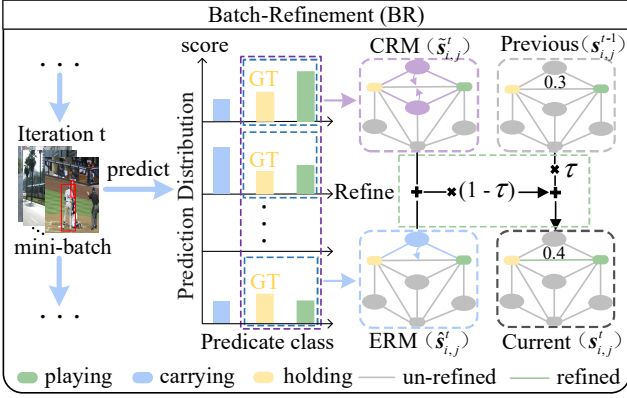 Batch-Refinement (BR)
score
CRM (s̃ᵗᵢ,ⱼ)
Previous (sᵗ⁻¹ᵢ,ⱼ)
. . .
GT
0.3
Iteration t
predict
mini-batch
Prediction Distribution
GT
Refine
(1 - τ)
τ
. . .
GT
0.4
. . .
Predicate class
ERM (ŝᵗᵢ,ⱼ)
Current (sᵗᵢ,ⱼ)
playing
carrying
holding
un-refined
refined